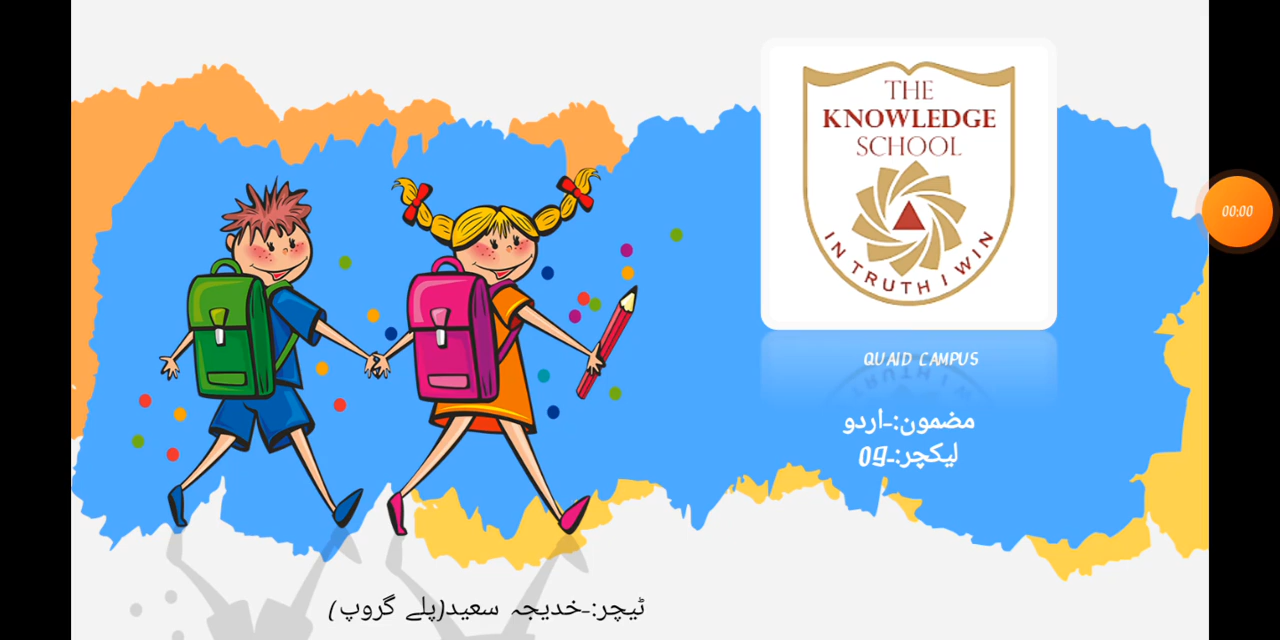 THE
KNOWLEDGE
SCHOOL
IN TRUTH I WIN
00:00
QUAID CAMPUS
مضمون:-اردو
لیکچر:-09
ٹیچر:-خدیجہ سعید(پلے گروپ)